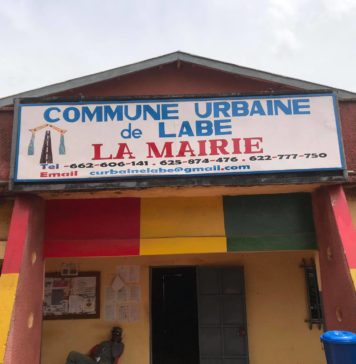 COMMUNE URBAINE
de LABE
LA MAIRIE
Tel -662-606-141 . 625-874-476 . 622-777-750
Email curbainelabe@gmail.com